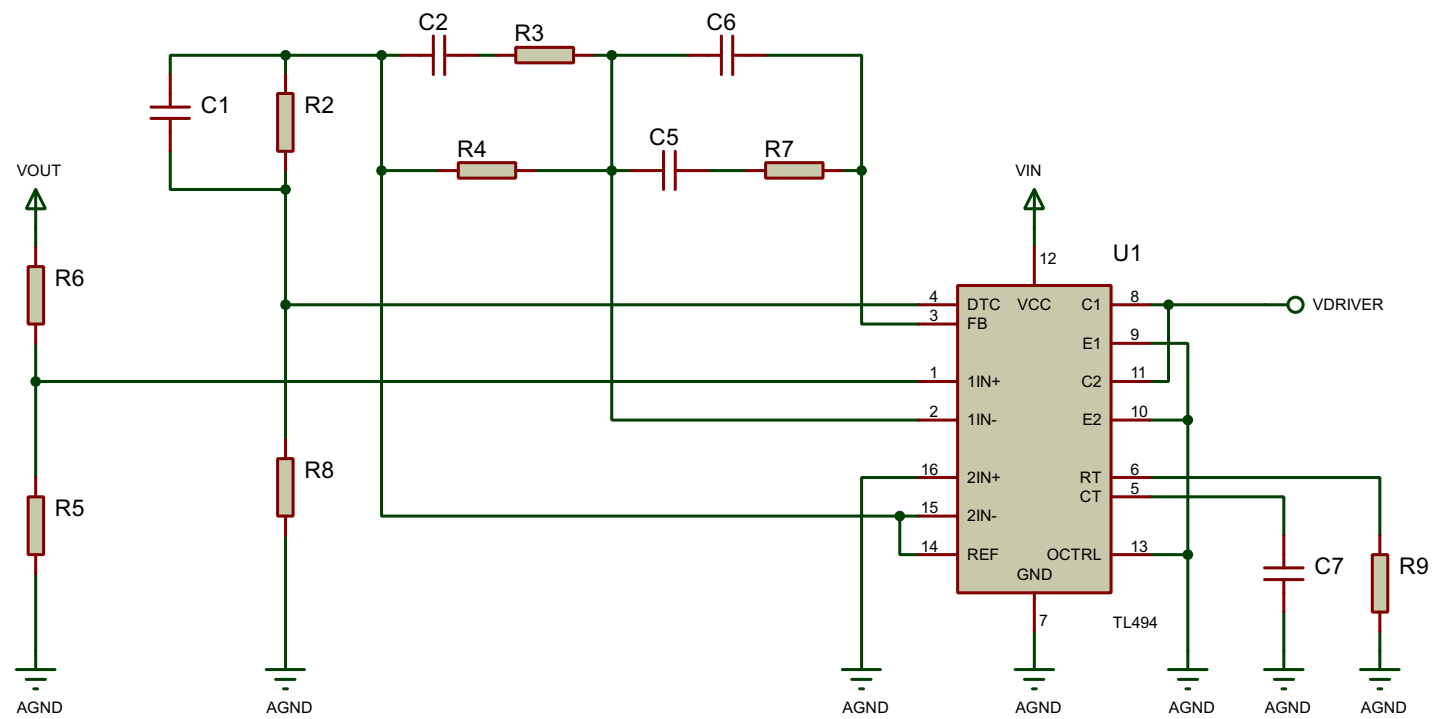 C2
R3
C6
C1
R2
C5
R4
R7
VOUT
VIN
R6
U1
12
4
DTC
VCC
C1
8
VDRIVER
3
FB
E1
9
1
1IN+
C2
11
2
1IN-
E2
10
R8
16
2IN+
RT
6
CT
5
R5
15
2IN-
14
REF
OCTRL
13
C7
R9
GND
7
TL494
AGND
AGND
AGND
AGND
AGND
AGND
AGND